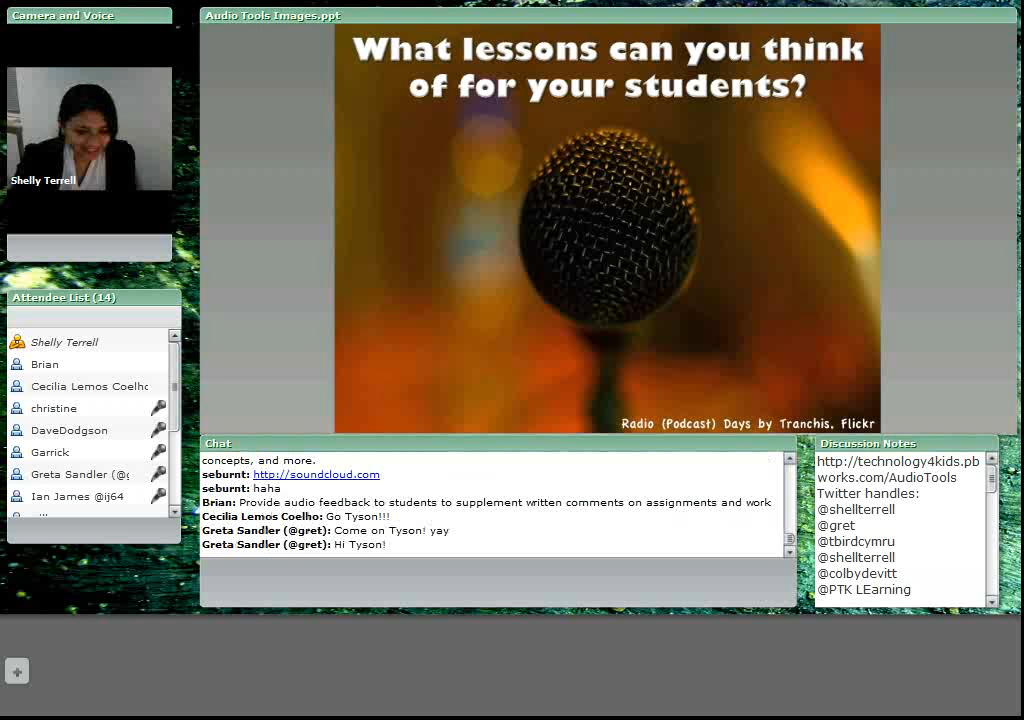 Camera and Voice
Shelly Terrell
Attendee List (14)
Shelly Terrell
Brian
Cecilia Lemos Coelho
christine
DaveDodgson
Garrick
Greta Sandler (@g
Ian James @ij64
Audio Tools Images.ppt
What lessons can you think
of for your students?
Radio (Podcast) Days by Tranchis, Flickr
Chat
concepts, and more.
seburnt: http://soundcloud.com
seburnt: haha
Brian: Provide audio feedback to students to supplement written comments on assignments and work
Cecilia Lemos Coelho: Go Tyson!!!
Greta Sandler (@gret): Come on Tyson! yay
Greta Sandler (@gret): Hi Tyson!
Discussion Notes
http://technology4kids.pb
works.com/AudioTools
Twitter handles:
@shellterrell
@gret
@tbirdcymru
@shellterrell
@colbydevitt
@PTK LEarning